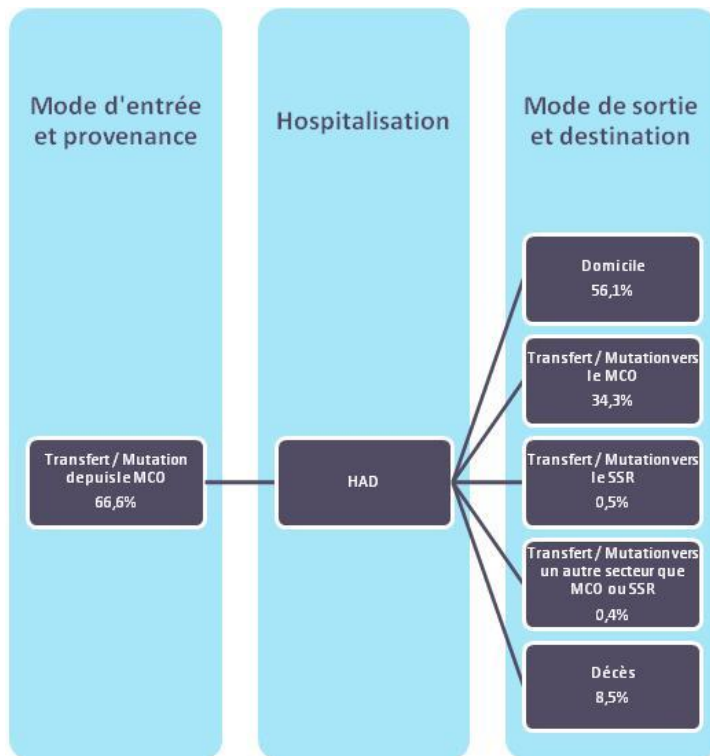 Mode d'entrée
et provenance
Hospitalisation
Mode de sortie
et destination
Transfert / Mutation
depuis le MCO
66,6%
HAD
Domicile
56,1%
Transfert / Mutation vers
le MCO
34,3%
Transfert / Mutation vers
le SSR
0,5%
Transfert / Mutation vers
un autre secteur que
MCO ou SSR
0,4%
Décès
8,5%